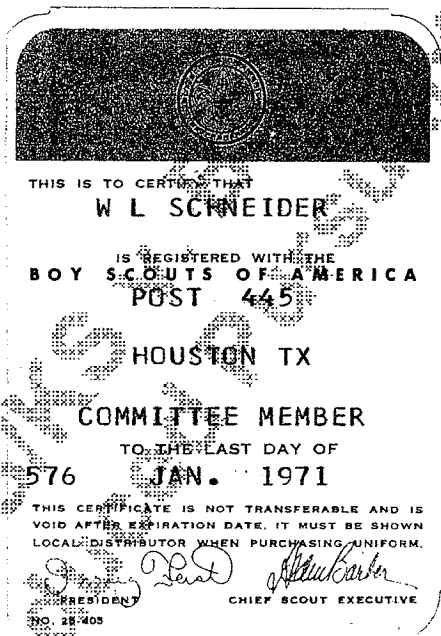 THIS IS TO CERTIFY THAT
W L SCHNEIDER
IS REGISTERED WITH THE
BOY SCOUTS OF AMERICA
POST 445
HOUSTON TX
COMMITTEE MEMBER
TO THE LAST DAY OF
576 JAN. 1971
THIS CERTIFICATE IS NOT TRANSFERABLE AND IS
VOID AFTER EXPIRATION DATE. IT MUST BE SHOWN
LOCAL DISTRIBUTOR WHEN PURCHASING UNIFORM.
PRESIDENT CHIEF SCOUT EXECUTIVE
NO. 28-405